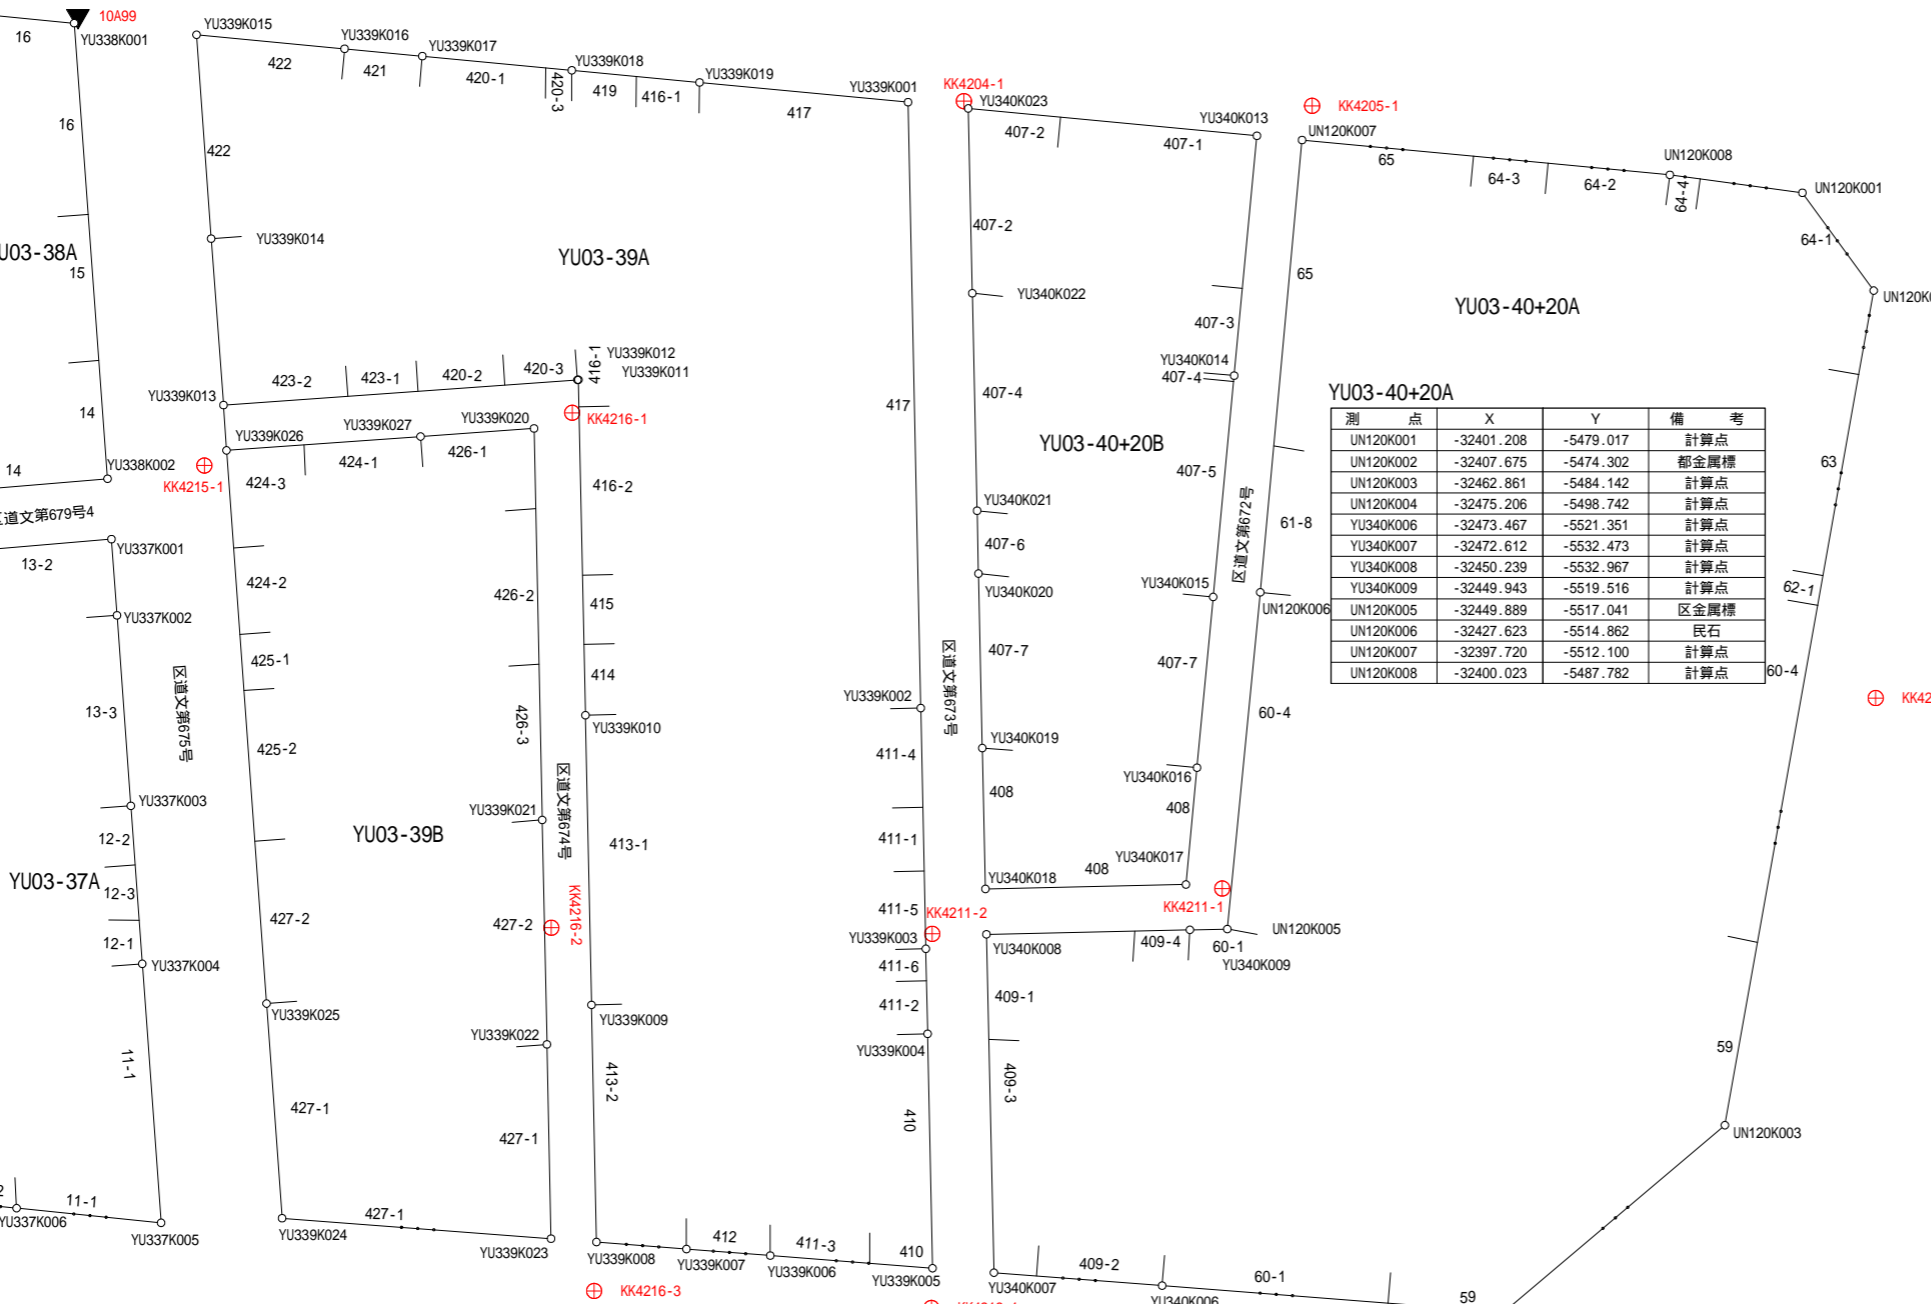 10A99
16
YU338K001
16
15
14
14
YU338K002
区道文第679号4
13-2
YU337K001
YU337K002
13-3
YU337K003
12-2
YU03-37A
12-3
12-1
YU337K004
11-1
11-1
YU337K006
YU337K005
区道文第675号
YU339K015
YU339K016
YU339K017
YU339K018
YU339K019
YU339K001
422
421
420-1
420-3
419
416-1
417
422
YU339K014
YU03-39A
YU339K012
YU339K011
416-1
YU339K013
423-2
423-1
420-2
420-3
KK4216-1
YU339K020
YU339K027
YU339K026
424-1
426-1
KK4215-1
424-3
424-2
425-1
425-2
426-2
426-3
YU339K021
YU03-39B
427-2
427-2
KK4216-2
YU339K025
YU339K022
427-1
427-1
427-1
YU339K024
YU339K023
区道文第674号
416-2
415
414
YU339K010
413-1
YU339K009
413-2
417
YU339K002
411-4
411-1
411-5
KK4211-2
YU339K003
411-6
411-2
YU339K004
410
412
411-3
410
YU339K008
YU339K007
YU339K006
YU339K005
KK4216-3
区道文第673号
KK4204-1
YU340K023
YU340K013
407-2
407-1
407-2
YU340K022
407-3
YU340K014
407-4
407-4
YU03-40+20B
407-5
YU340K021
407-6
YU340K020
YU340K015
407-7
407-7
YU340K019
YU340K016
408
408
YU340K017
408
YU340K018
KK4211-1
区道文第672号
KK4205-1
UN120K007
65
64-3
64-2
UN120K008
64-4
UN120K001
64-1
65
YU03-40+20A
63
61-8
UN120K006
62-1
60-4
60-4
UN120K005
YU340K008
409-4
60-1
YU340K009
409-1
409-3
59
UN120K003
YU340K007
409-2
YU340K006
60-1
59
YU03-40+20A
測点 X Y 備考
UN120K001 -32401.208 -5479.017 計算点
UN120K002 -32407.675 -5474.302 都金属標
UN120K003 -32462.861 -5484.142 計算点
UN120K004 -32475.206 -5498.742 計算点
YU340K006 -32473.467 -5521.351 計算点
YU340K007 -32472.612 -5532.473 計算点
YU340K008 -32450.239 -5532.967 計算点
YU340K009 -32449.943 -5519.516 計算点
UN120K005 -32449.889 -5517.041 区金属標
UN120K006 -32427.623 -5514.862 民石
UN120K007 -32397.720 -5512.100 計算点
UN120K008 -32400.023 -5487.782 計算点